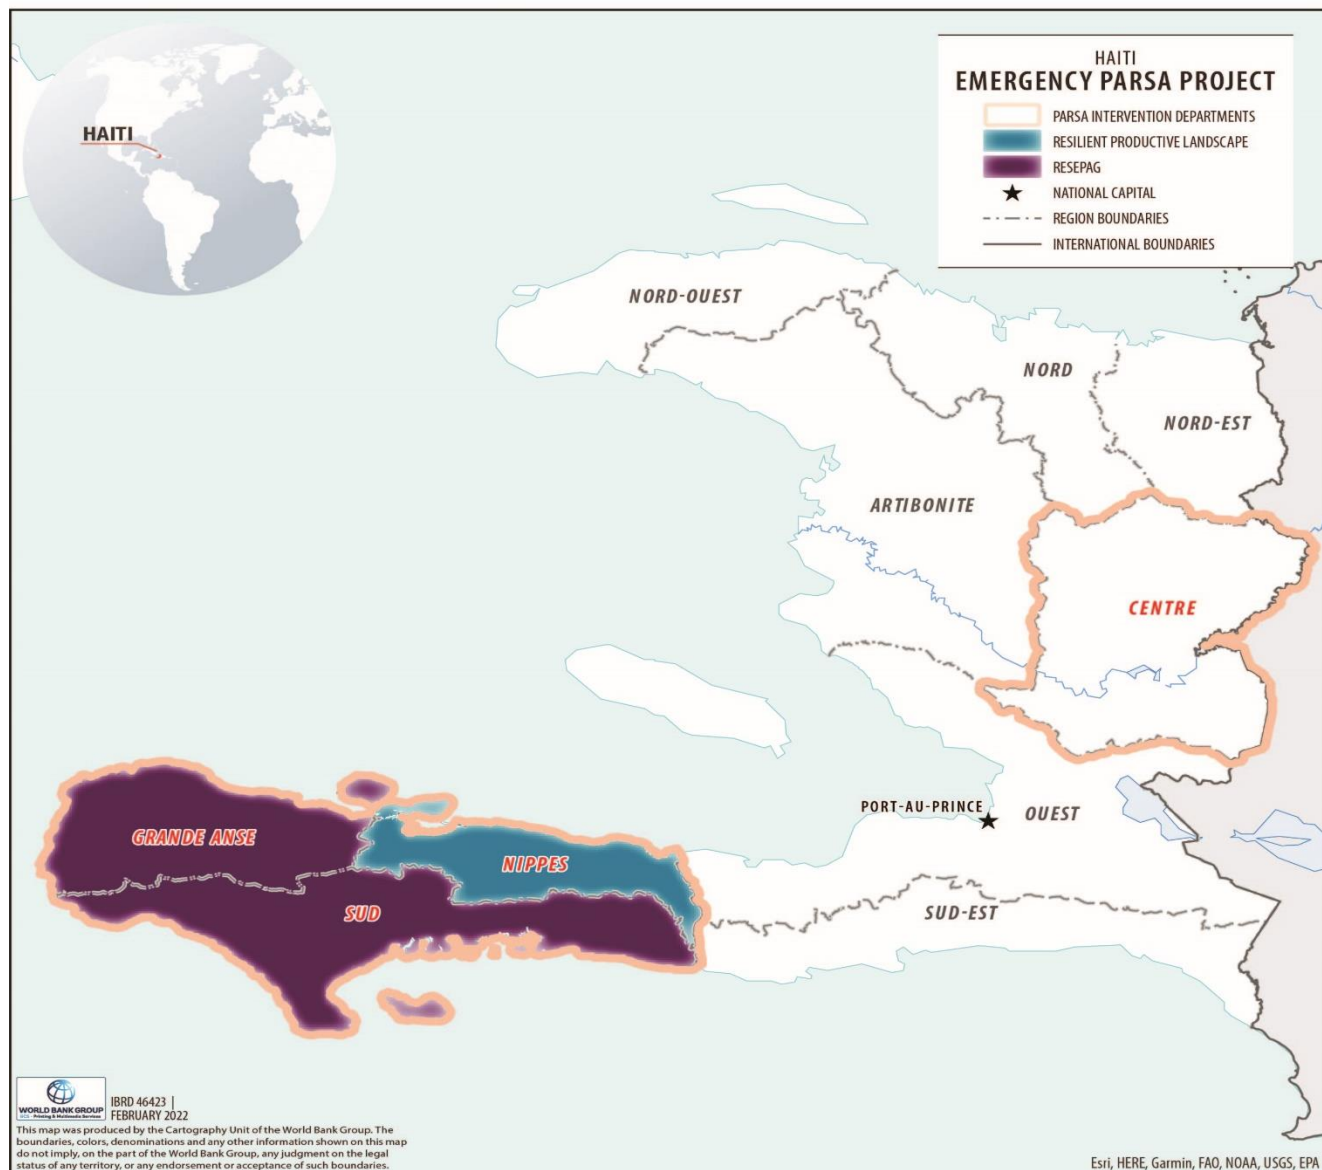 HAITI
EMERGENCY PARSA PROJECT
PARSA INTERVENTION DEPARTMENTS
RESILIENT PRODUCTIVE LANDSCAPE
RESEPAG
NATIONAL CAPITAL
REGION BOUNDARIES
INTERNATIONAL BOUNDARIES
HAITI
NORD-OUEST
NORD
NORD-EST
ARTIBONITE
CENTRE
PORT-AU-PRINCE
OUEST
GRANDE ANSE
NIPPES
SUD
SUD-EST
WORLD BANK GROUP
GCS - Printing & Multimedia Services
IBRD 46423 |
FEBRUARY 2022
This map was produced by the Cartography Unit of the World Bank Group. The
boundaries, colors, denominations and any other information shown on this map
do not imply, on the part of the World Bank Group, any judgment on the legal
status of any territory, or any endorsement or acceptance of such boundaries.
Esri, HERE, Garmin, FAO, NOAA, USGS, EPA